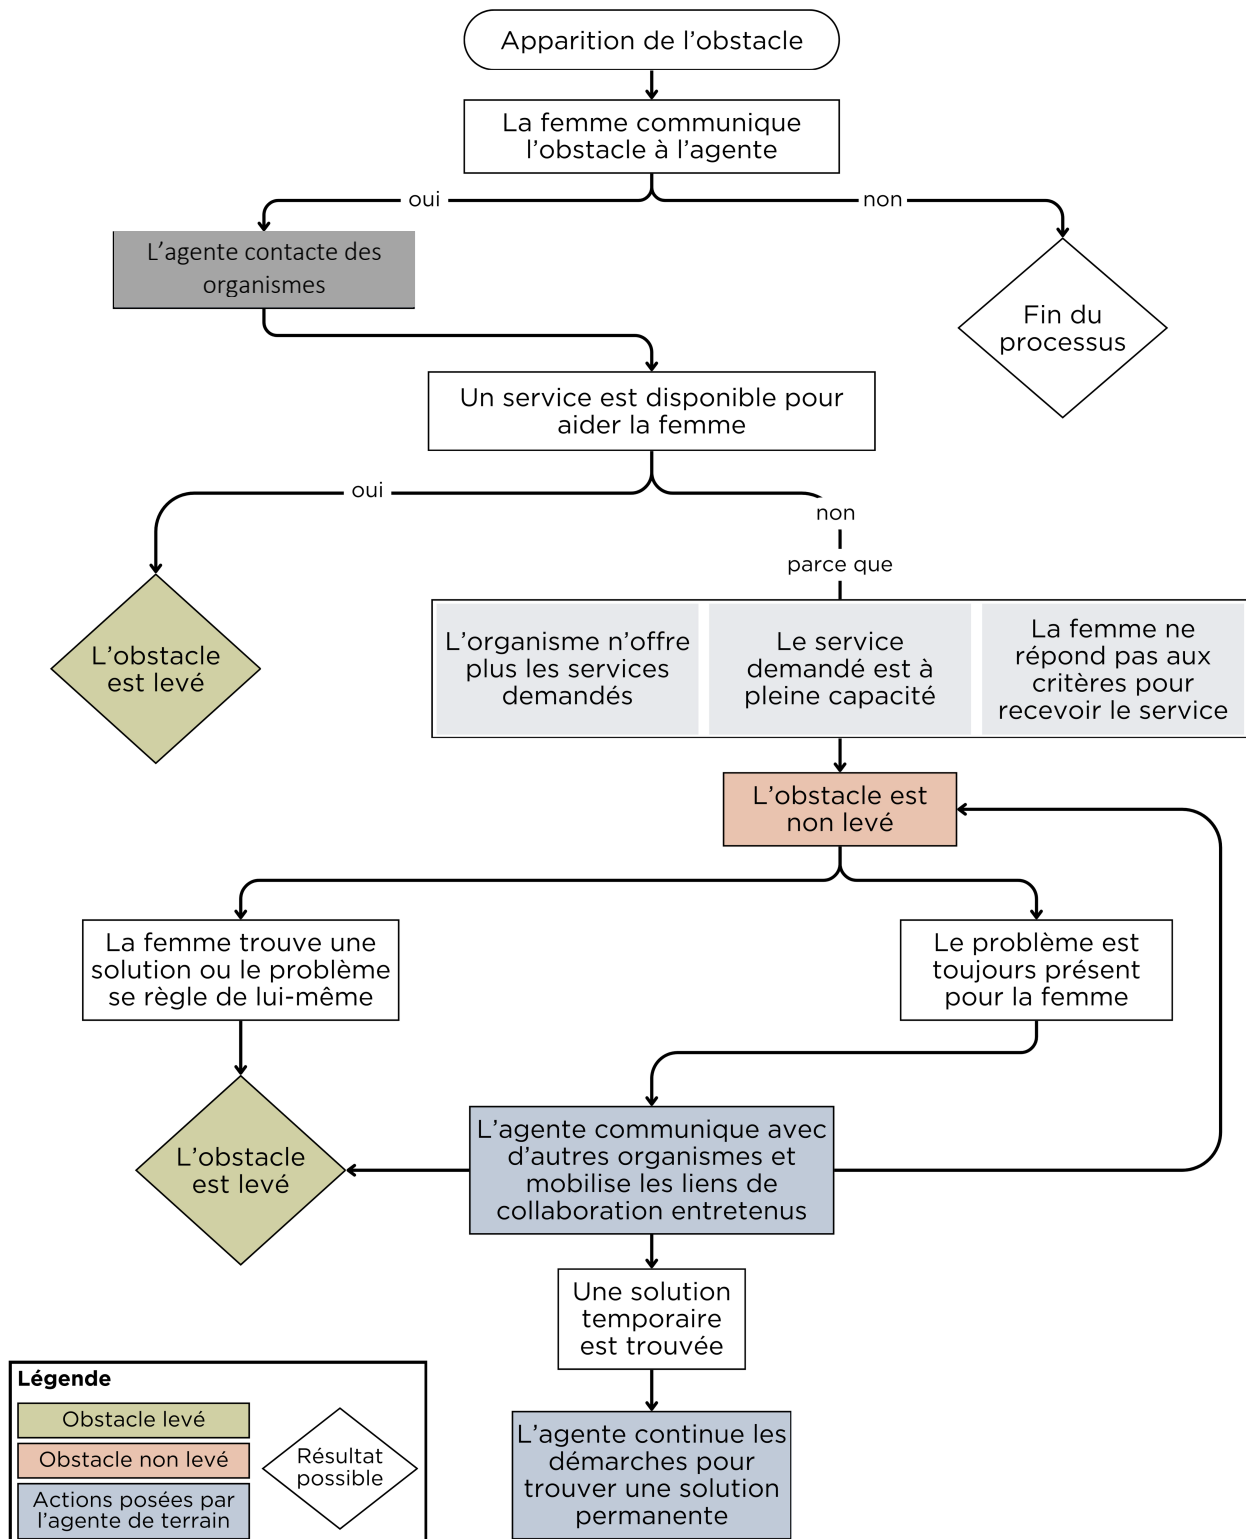 Apparition de l'obstacle
La femme communique
l'obstacle à l'agente
oui
non
L'agente contacte des
organismes
Fin du
processus
Un service est disponible pour
aider la femme
oui
non
parce que
L'obstacle
est levé
L'organisme n'offre
plus les services
demandés
Le service
demandé est à
pleine capacité
La femme ne
répond pas aux
critères pour
recevoir le service
L'obstacle est
non levé
La femme trouve une
solution ou le problème
se règle de lui-même
Le problème est
toujours présent
pour la femme
L'obstacle
est levé
L'agente communique avec
d'autres organismes et
mobilise les liens de
collaboration entretenus
Une solution
temporaire
est trouvée
L'agente continue les
démarches pour
trouver une solution
permanente
Légende
Obstacle levé
Obstacle non levé
Actions posées par
l'agente de terrain
Résultat
possible